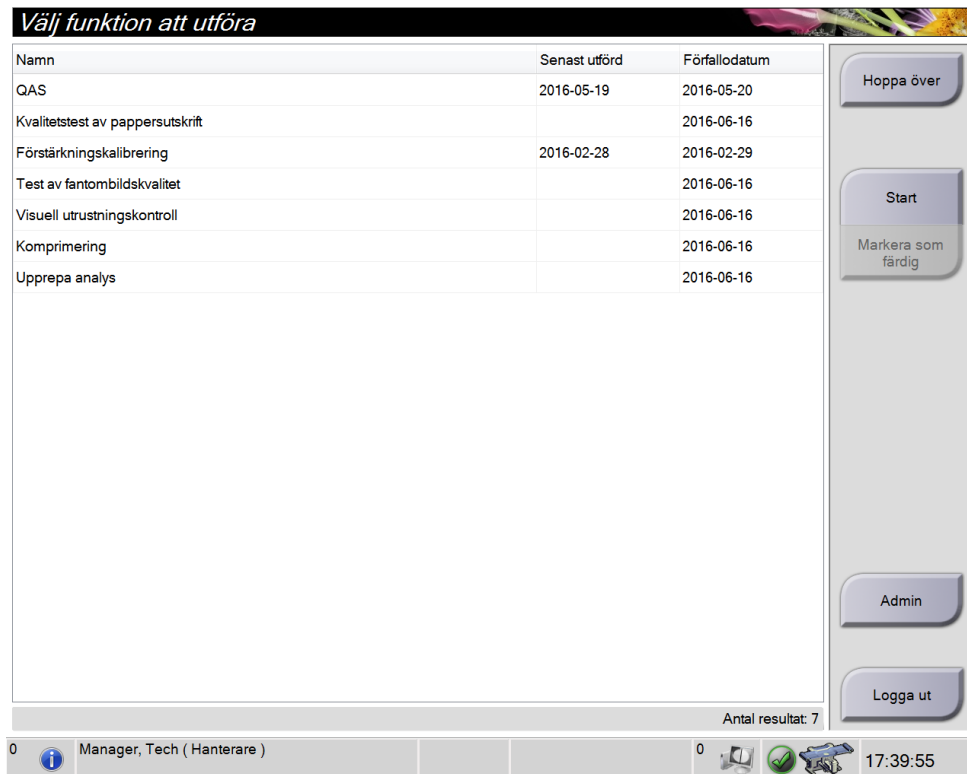 Välj funktion att utföra
Namn Senast utförd Förfallodatum
QAS 2016-05-19 2016-05-20
Kvalitetstest av pappersutskrift 2016-06-16
Förstärkningskalibrering 2016-02-28 2016-02-29
Test av fantombildskvalitet 2016-06-16
Visuell utrustningskontroll 2016-06-16
Komprimering 2016-06-16
Upprepa analys 2016-06-16
Antal resultat: 7
Hoppa över
Start
Markera som
färdig
Admin
Logga ut
0 Manager, Tech ( Hanterare ) 0 17:39:55